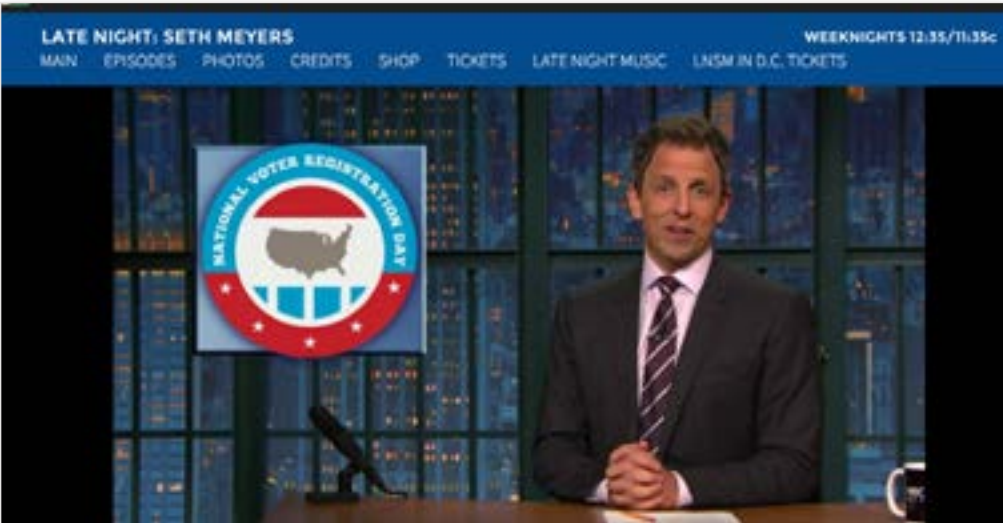 LATE NIGHT: SETH MEYERS
WEEKNIGHTS 12:35/11:35c
MAIN EPISODES PHOTOS CREDITS SHOP TICKETS LATE NIGHT MUSIC LNSM IN D.C. TICKETS
NATIONAL VOTER REGISTRATION DAY